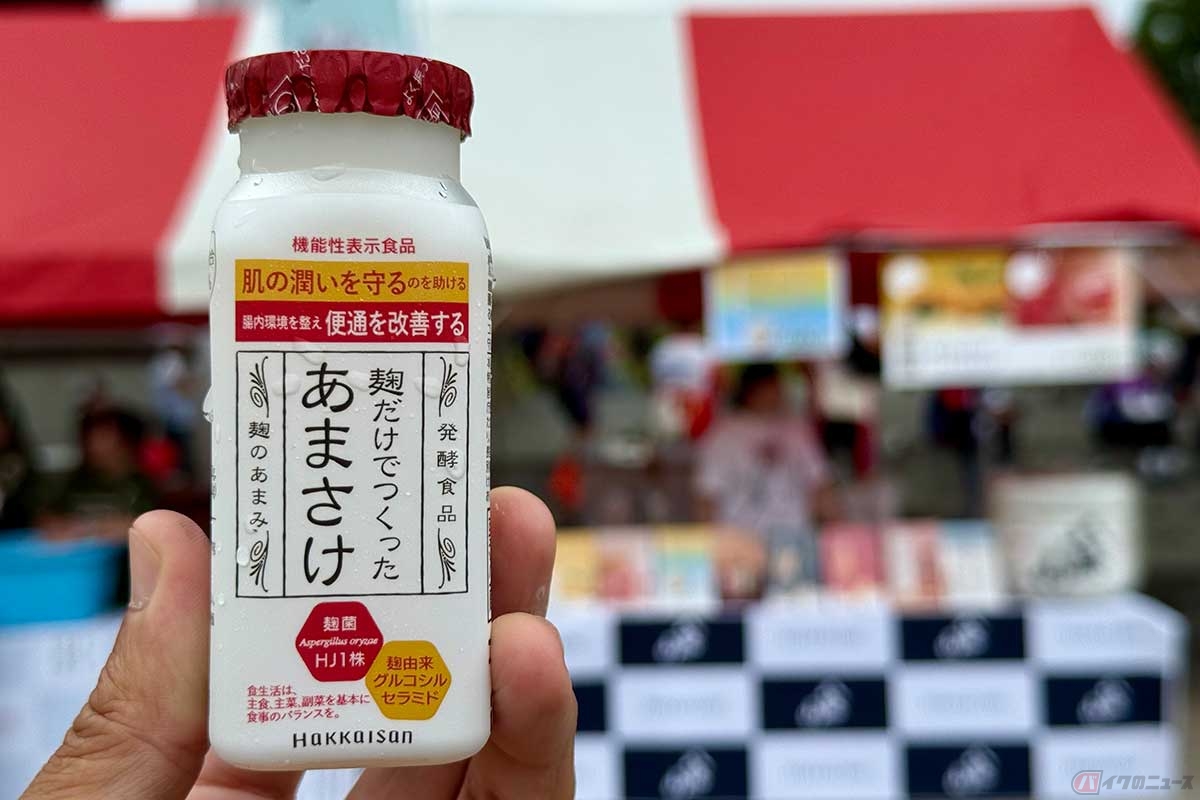 機能性表示食品
肌の潤いを守るのを助ける
腸内環境を整え 便通を改善する
発酵食品
麹だけでつくった
あまさけ
麹のあまみ
麹菌
Aspergillus oryzae
HJ1株
麹由来
グルコシル
セラミド
食生活は、
主食、主菜、副菜を基本に
食事のバランスを。
HAKKAISAN
バイクのニュース